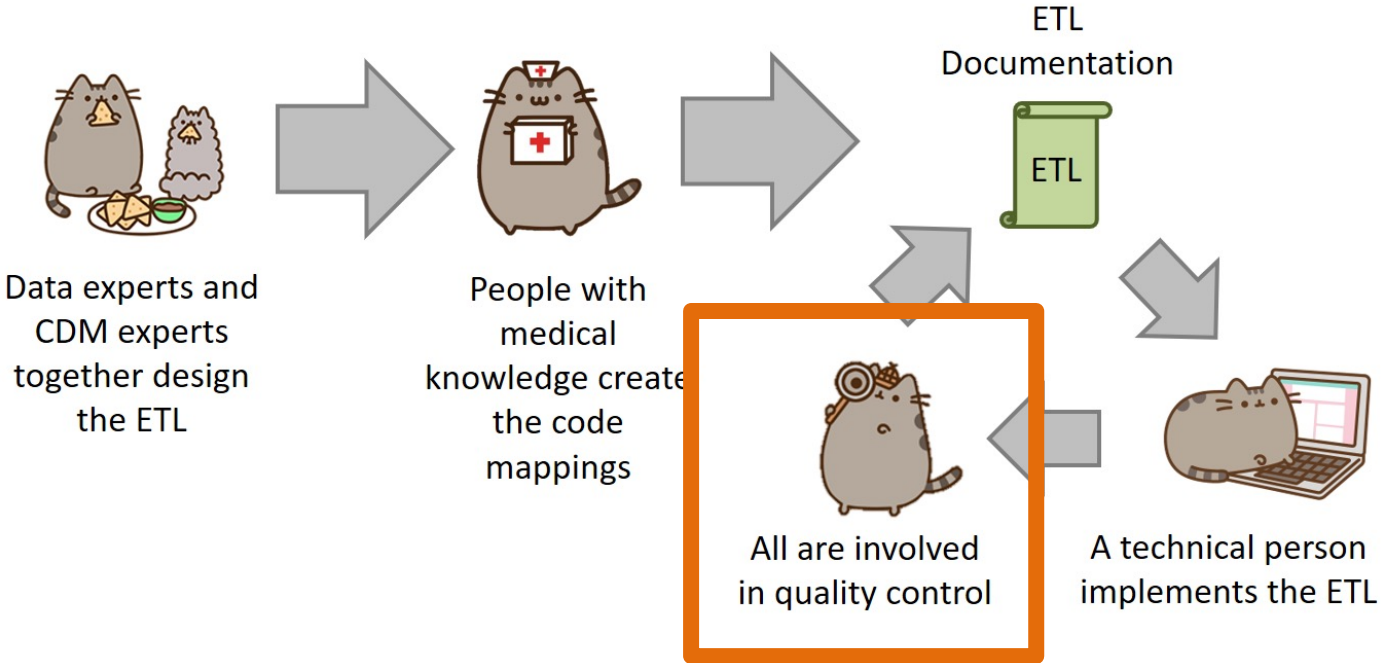 Data experts and
CDM experts
together design
the ETL
People with
medical
knowledge create
the code
mappings
ETL
Documentation
ETL
A technical person
implements the ETL
All are involved
in quality control